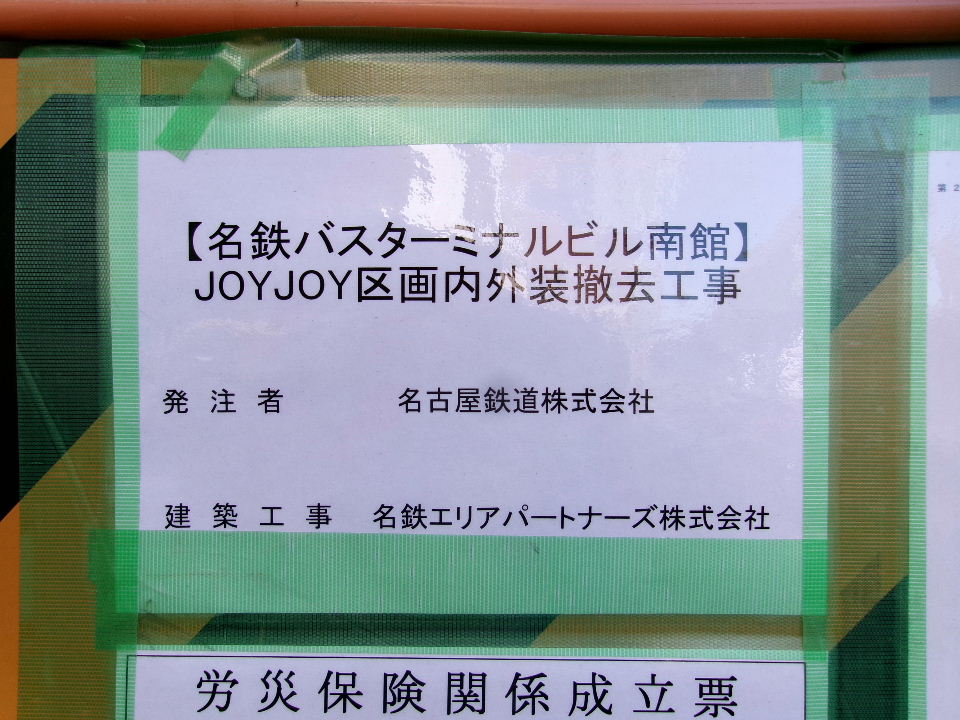 【名鉄バスターミナルビル南館】
JOYJOY区画内外装撤去工事
発注者 名古屋鉄道株式会社
建築工事 名鉄エリアパートナーズ株式会社
労災保険関係成立票
第2